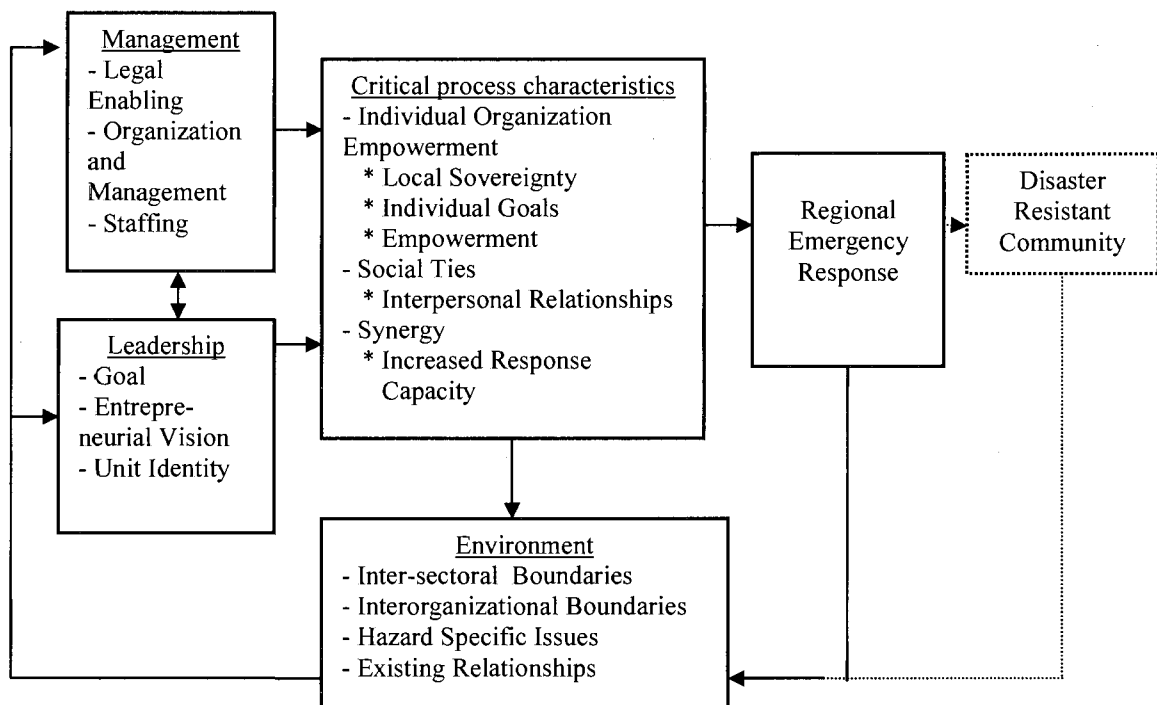 Management
- Legal
Enabling
- Organization
and
Management
- Staffing
Leadership
- Goal
- Entrepre-
neurial Vision
- Unit Identity
Critical process characteristics
- Individual Organization
Empowerment
* Local Sovereignty
* Individual Goals
* Empowerment
- Social Ties
* Interpersonal Relationships
- Synergy
* Increased Response
Capacity
Regional
Emergency
Response
Disaster
Resistant
Community
Environment
- Inter-sectoral Boundaries
- Interorganizational Boundaries
- Hazard Specific Issues
- Existing Relationships